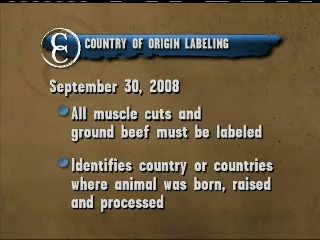 CC
COUNTRY OF ORIGIN LABELING
September 30, 2008
All muscle cuts and
ground beef must be labeled
Identifies country or countries
where animal was born, raised
and processed